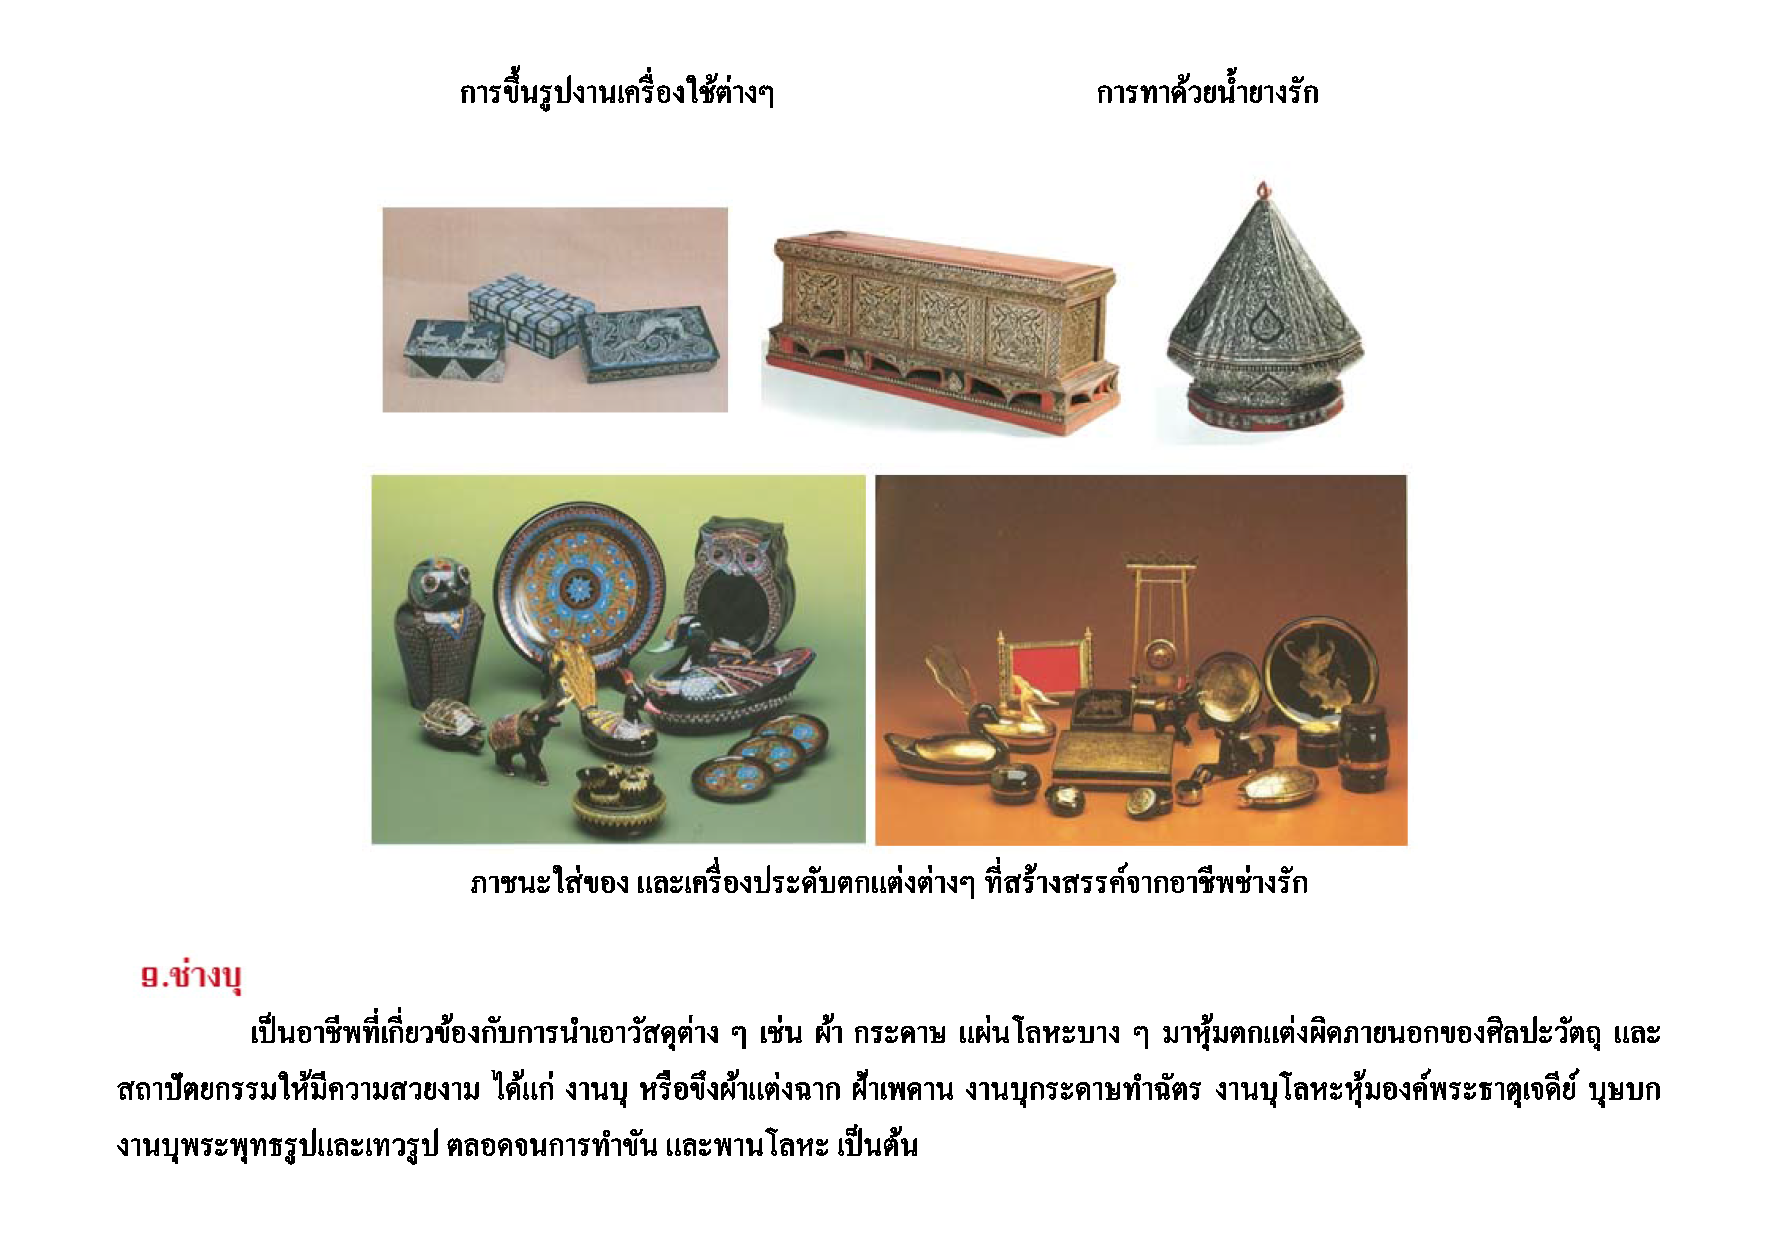 การขึ้นรูปงานเครื่องใช้ต่างๆ
การทาด้วยน้ำยางรัก
ภาชนะใส่ของ และเครื่องประดับตกแต่งต่างๆ ที่สร้างสรรค์จากอาชีพช่างรัก
9.ช่างบุ
เป็นอาชีพที่เกี่ยวข้องกับการนำเอาวัสดุต่าง ๆ เช่น ผ้า กระดาษ แผ่นโลหะบาง ๆ มาหุ้มตกแต่งผิดภายนอกของศิลปะวัตถุ และ
สถาปัตยกรรมให้มีความสวยงาม ได้แก่ งานบุ หรือขึงผ้าแต่งฉาก ฝ้าเพดาน งานบุกระดาษทำฉัตร งานบุโลหะหุ้มองค์พระธาตุเจดีย์ บุษบก
งานบุพระพุทธรูปและเทวรูป ตลอดจนการทำขัน และพานโลหะ เป็นต้น